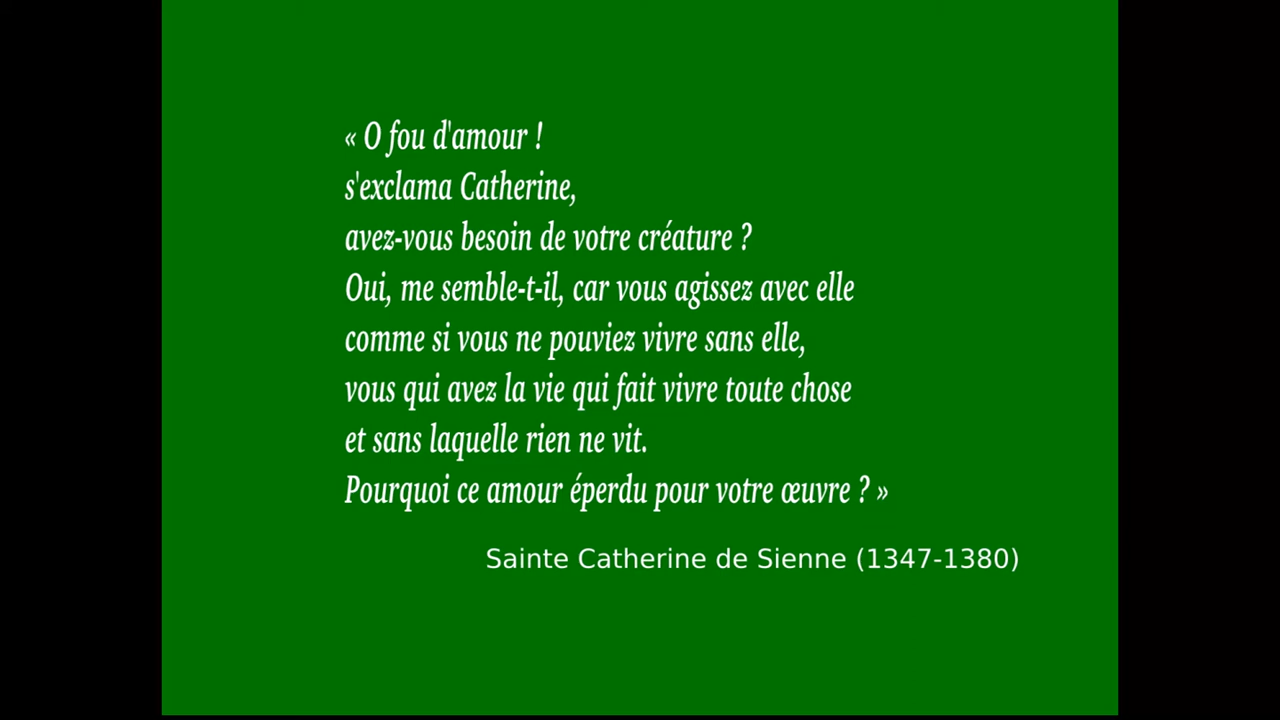 « O fou d'amour !
s'exclama Catherine,
avez-vous besoin de votre créature ?
Oui, me semble-t-il, car vous agissez avec elle
comme si vous ne pouviez vivre sans elle,
vous qui avez la vie qui fait vivre toute chose
et sans laquelle rien ne vit.
Pourquoi ce amour éperdu pour votre œuvre ? »
Sainte Catherine de Sienne (1347-1380)